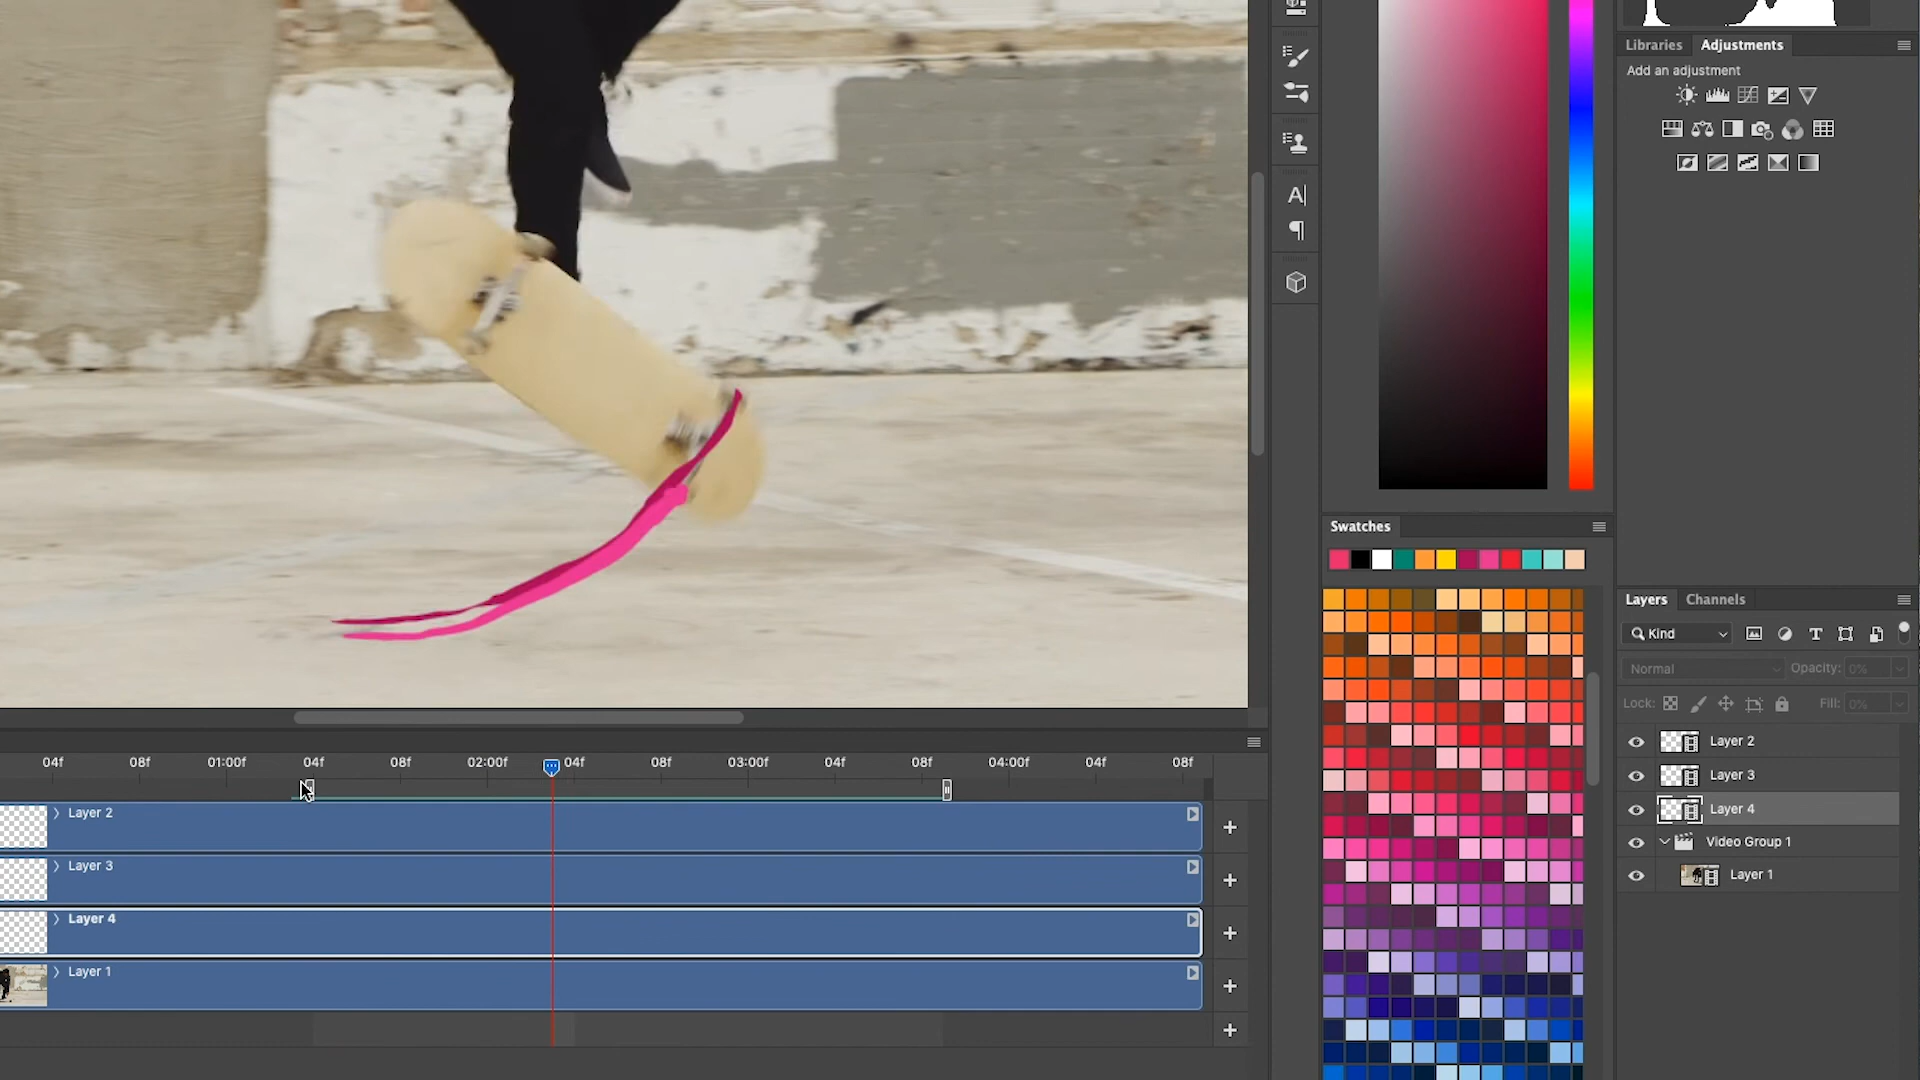 Libraries Adjustments
Add an adjustment
Swatches
Layers Channels
Kind
Normal Opacity: 0%
Lock: Fill: 0%
Layer 2
Layer 3
Layer 4
Video Group 1
Layer 1
04f 08f 01:00f 04f 08f 02:00f 04f 08f 03:00f 04f 08f 04:00f 04f 08f
Layer 2
Layer 3
Layer 4
Layer 1